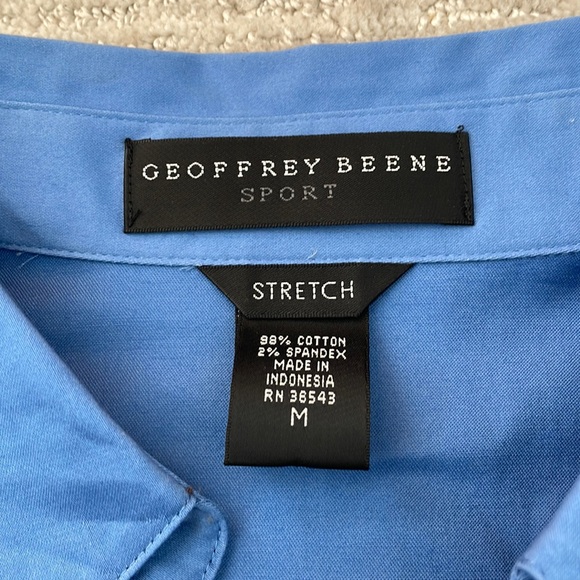 GEOFFREY BEENE
SPORT
STRETCH
98% COTTON
2% SPANDEX
MADE IN
INDONESIA
RN 36543
M